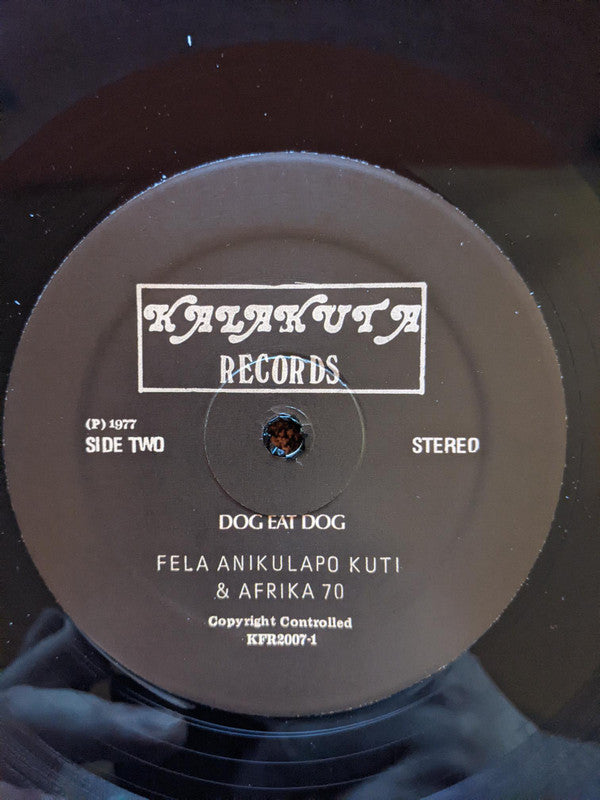 KALAKUTA
RECORDS
(P) 1977
SIDE TWO
STEREO
DOG EAT DOG
FELA ANIKULAPO KUTI
& AFRIKA 70
Copyright Controlled
KFR2007-1